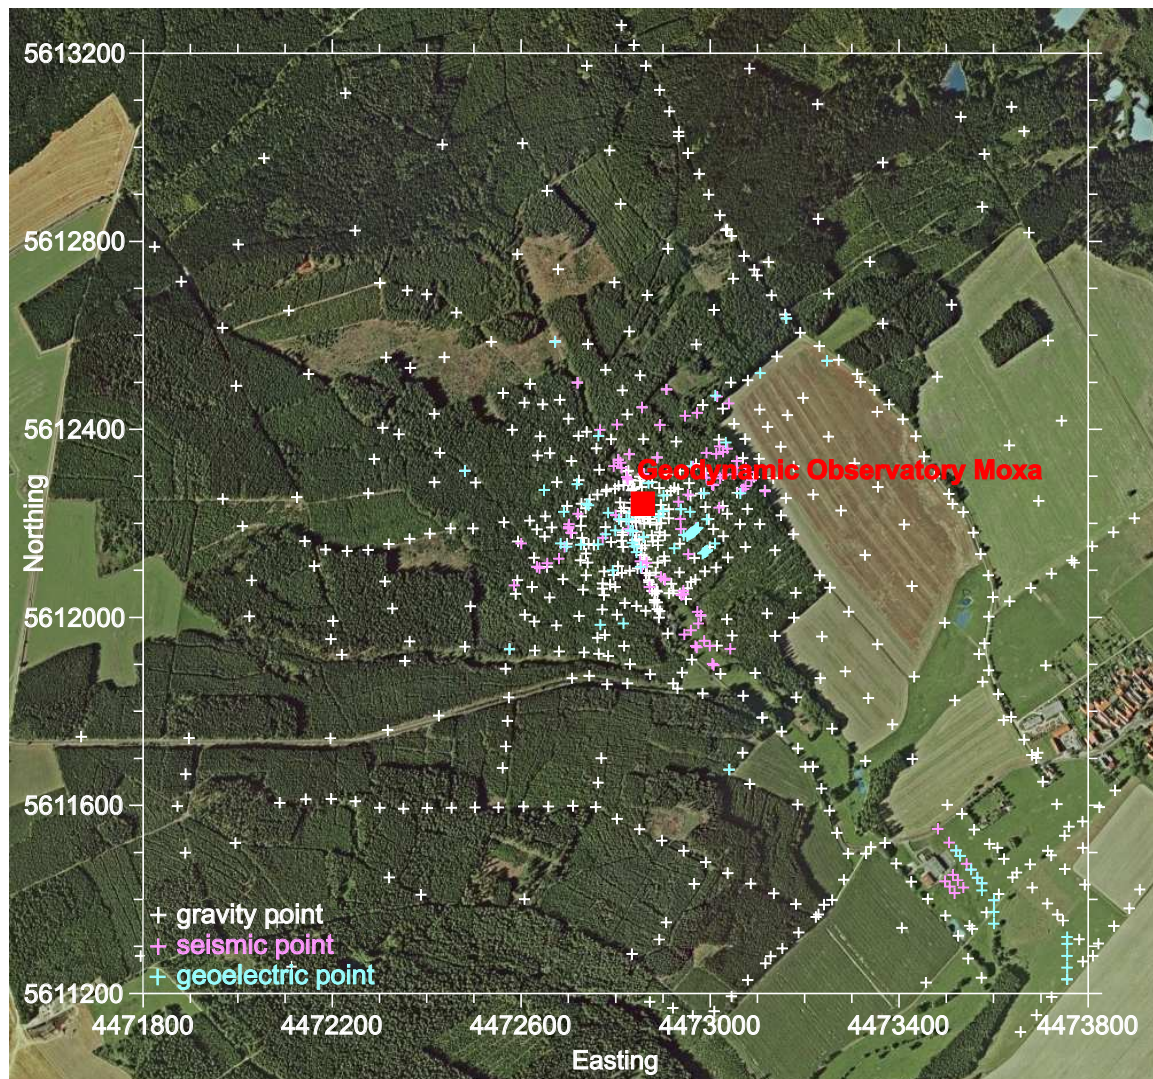 5613200
5612800
Geodynamic Observatory Moxa
5612400
Northing
5612000
5611600
+ gravity point
+ seismic point
+ geoelectric point
5611200
4471800 4472200 4472600 4473000 4473400 4473800
Easting